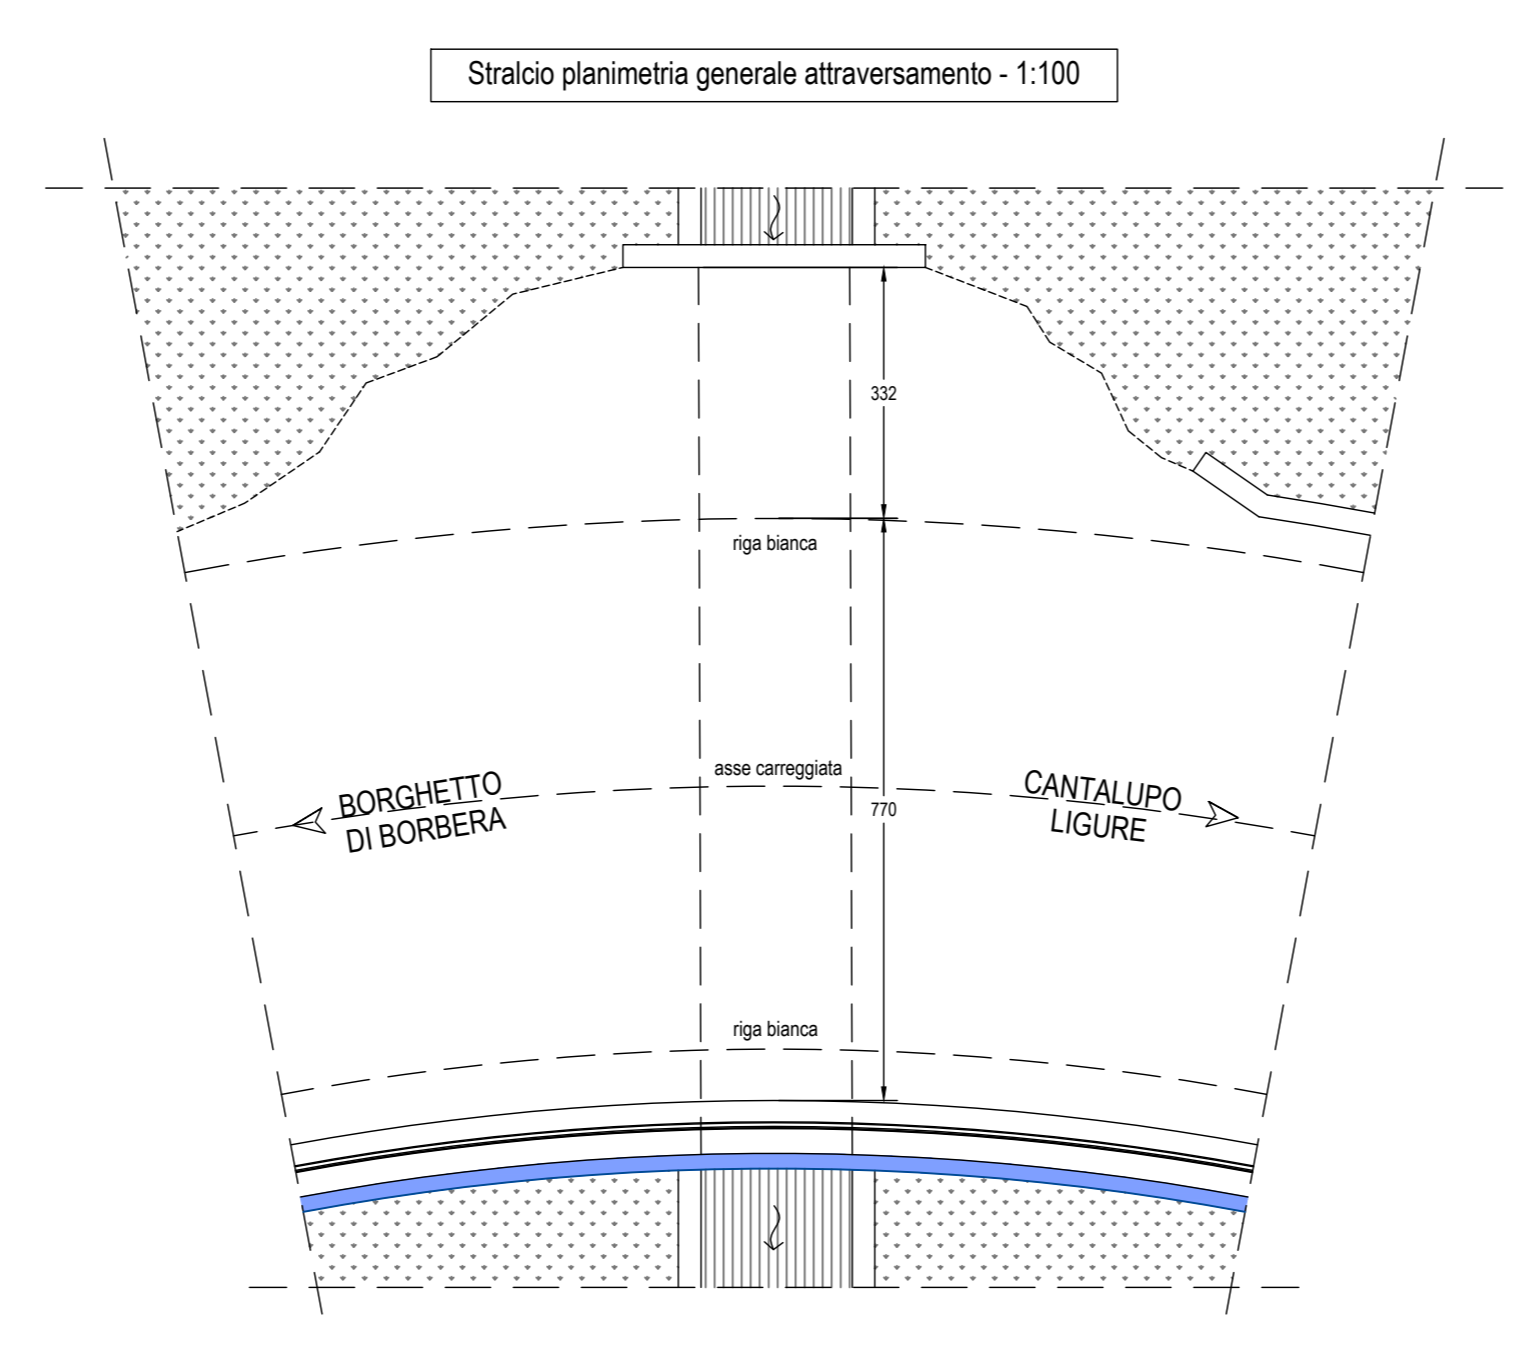 Stralcio planimetria generale attraversamento - 1:100
332
riga bianca
asse carreggiata
BORGHETTO
DI BORBERA
CANTALUPO
LIGURE
770
riga bianca